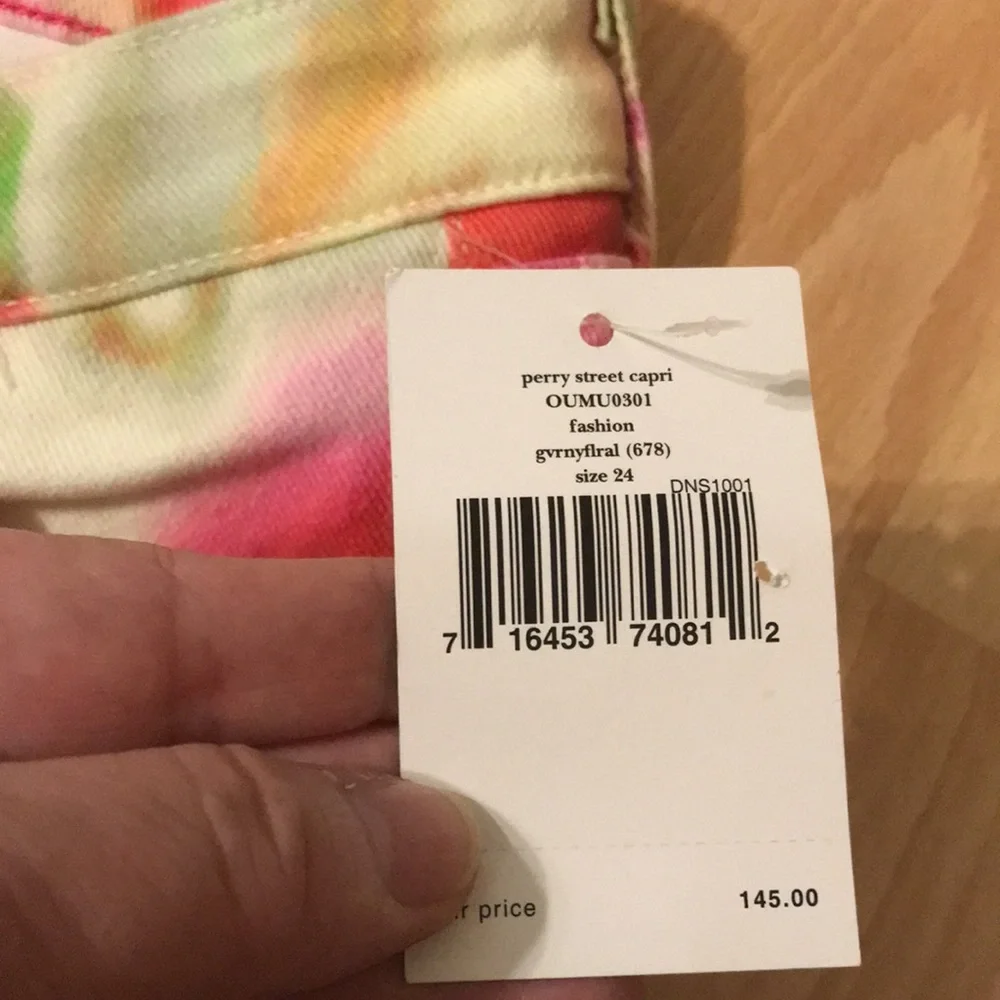 perry street capri
OUMU0301
fashion
gvrnyflral (678)
size 24
DNS1001
7 16453 74081 2
r price 145.00